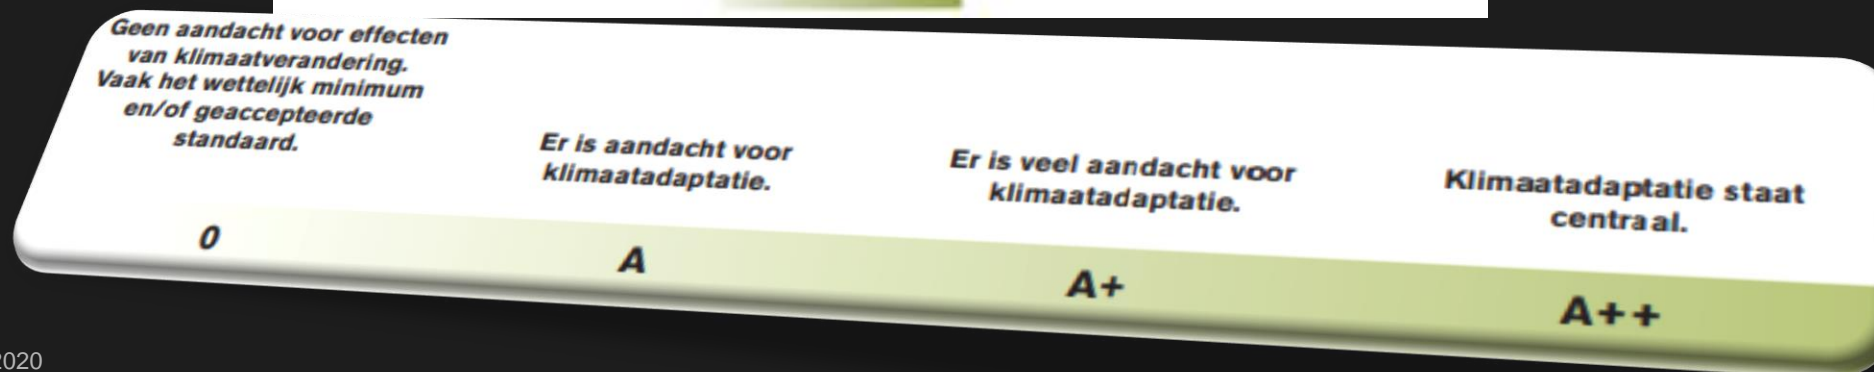 Geen aandacht voor effecten
van klimaatverandering.
Vaak het wettelijk minimum
en/of geaccepteerde
standaard.
Er is aandacht voor
klimaatadaptatie.
Er is veel aandacht voor
klimaatadaptatie.
Klimaatadaptatie staat
centraal.
0
A
A+
A++
2020